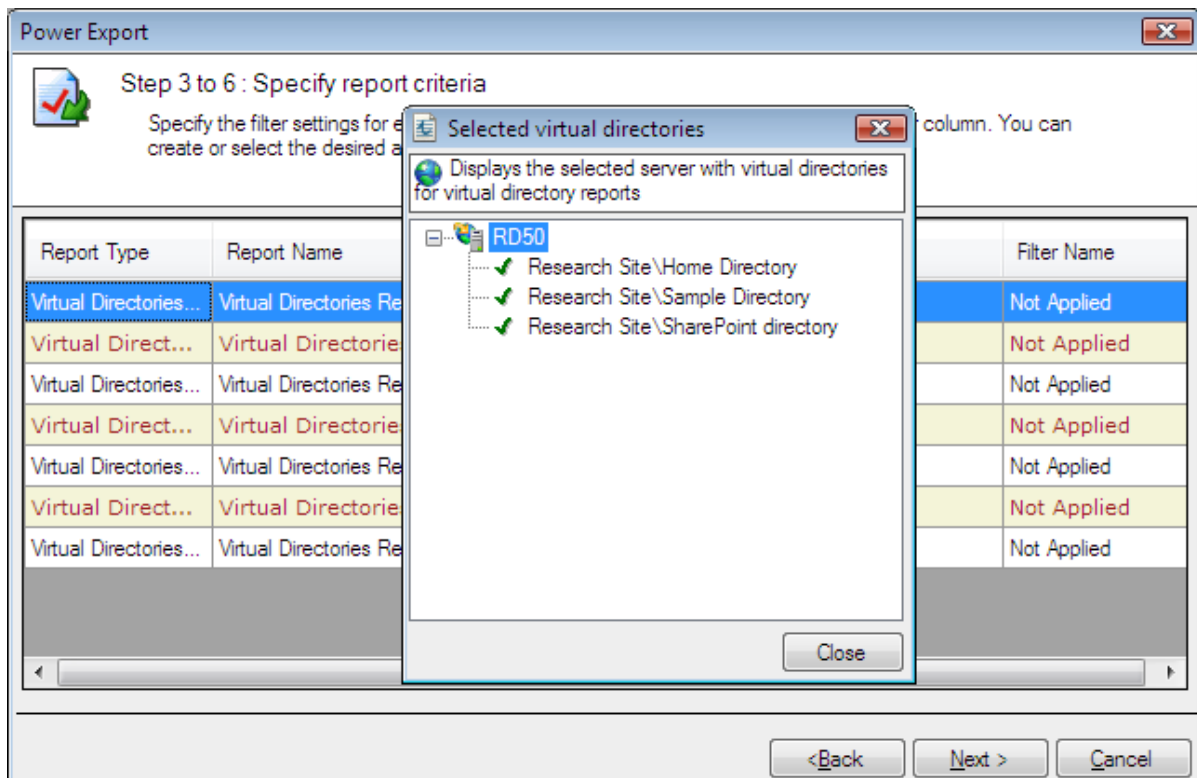 Power Export
Step 3 to 6 : Specify report criteria
Specify the filter settings for e
column. You can
create or select the desired a
Selected virtual directories
Displays the selected server with virtual directories
for virtual directory reports
RD50
Research Site\Home Directory
Research Site\Sample Directory
Research Site\SharePoint directory
Close
Report Type Report Name Filter Name
Virtual Directories... Virtual Directories Re Not Applied
Virtual Direct... Virtual Directorie Not Applied
Virtual Directories... Virtual Directories Re Not Applied
Virtual Direct... Virtual Directorie Not Applied
Virtual Directories... Virtual Directories Re Not Applied
Virtual Direct... Virtual Directorie Not Applied
Virtual Directories... Virtual Directories Re Not Applied
<Back Next > Cancel